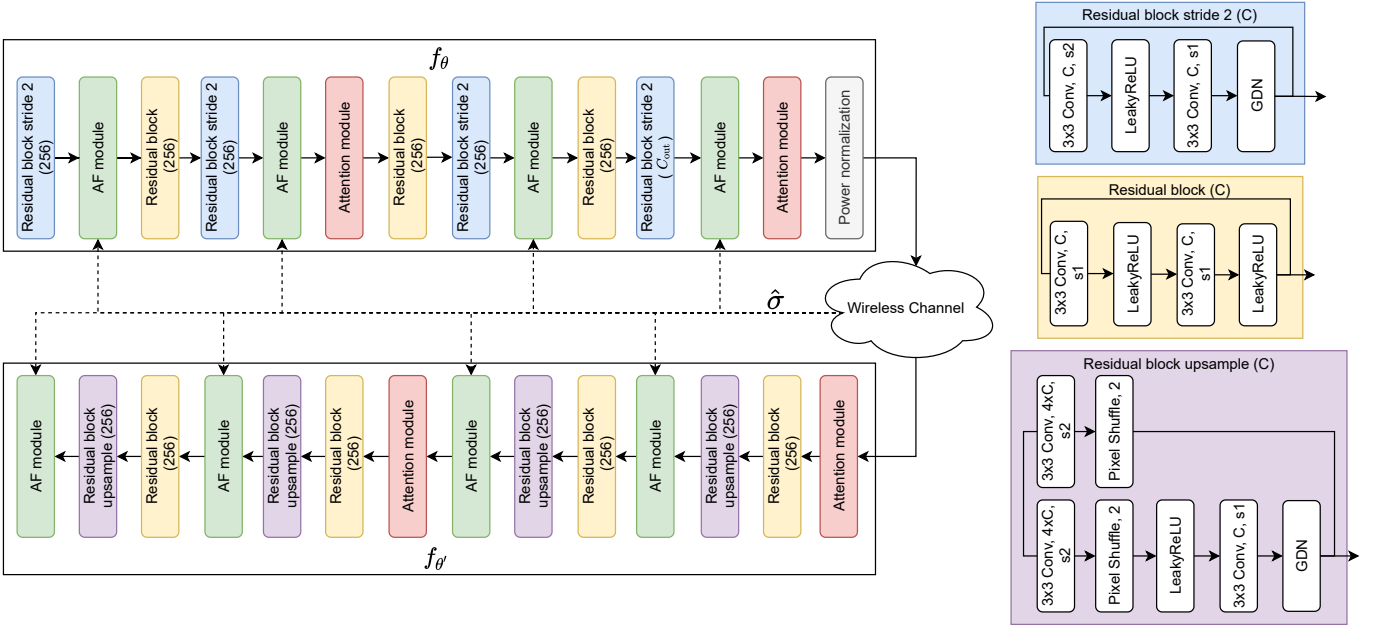 f_θ
Residual block stride 2
(256)
AF module
Residual block
(256)
Residual block stride 2
(256)
AF module
Attention module
Residual block
(256)
Residual block stride 2
(256)
AF module
Residual block
(256)
Residual block stride 2
( C_out )
AF module
Attention module
Power normalization
σ̂
Wireless Channel
AF module
Residual block
upsample (256)
Residual block
(256)
AF module
Residual block
upsample (256)
Residual block
(256)
Attention module
AF module
Residual block
upsample (256)
Residual block
(256)
AF module
Residual block
upsample (256)
Residual block
(256)
Attention module
f_θ′
Residual block stride 2 (C)
3x3 Conv, C, s2
LeakyReLU
3x3 Conv, C, s1
GDN
Residual block (C)
3x3 Conv, C,
s1
LeakyReLU
3x3 Conv, C,
s1
LeakyReLU
Residual block upsample (C)
3x3 Conv, 4xC,
s2
Pixel Shuffle, 2
3x3 Conv, 4xC,
s2
Pixel Shuffle, 2
LeakyReLU
3x3 Conv, C, s1
GDN